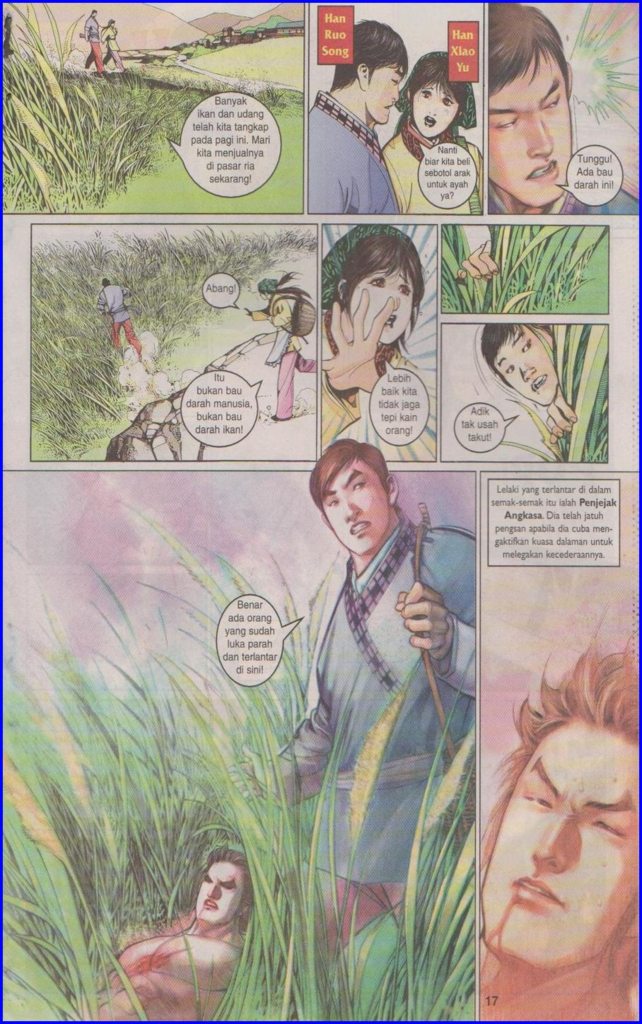 Banyak
ikan dan udang
telah kita tangkap
pada pagi ini. Mari
kita menjualnya
di pasar ria
sekarang!
Han
Ruo
Song
Han
Xiao
Yu
Nanti
biar kita beli
sebotol arak
untuk ayah
ya?
Tunggu!
Ada bau
darah ini!
Abang!
Itu
bukan bau
darah manusia,
bukan bau
darah ikan!
Lebih
baik kita
tidak jaga
tepi kain
orang!
Adik
tak usah
takut!
Benar
ada orang
yang sudah
luka parah
dan terlantar
di sini!
Lelaki yang terlantar di dalam
semak-semak itu ialah Penjejak
Angkasa. Dia telah jatuh
pengsan apabila dia cuba men-
gaktifkan kuasa dalaman untuk
melegakan kecederaannya.
17